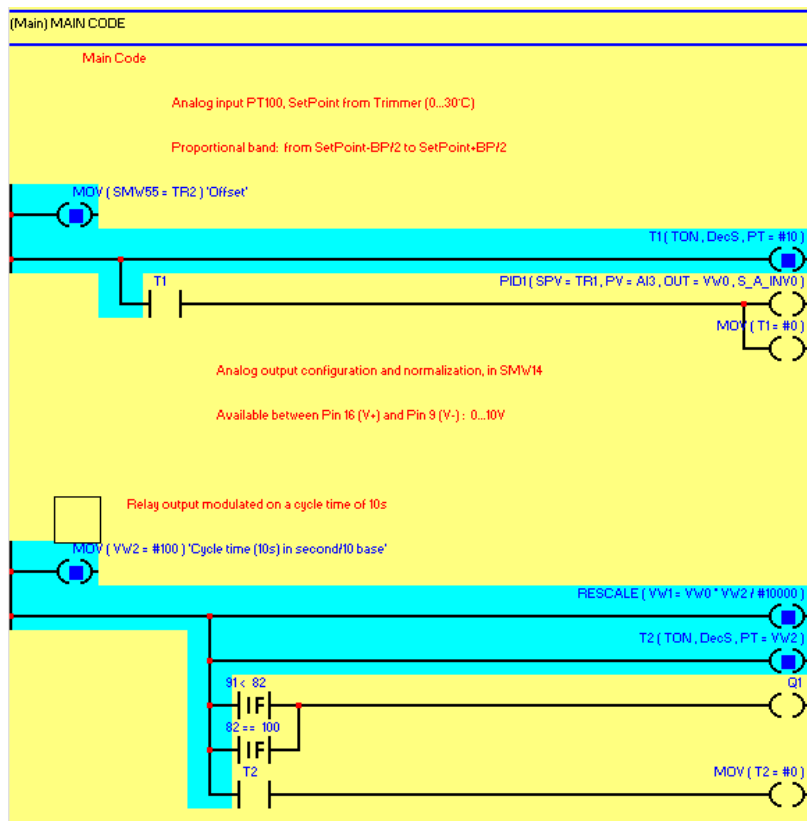 (Main) MAIN CODE
Main Code
Analog input PT100, SetPoint from Trimmer (0...30°C)
Proportional band: from SetPoint-BP/2 to SetPoint+BP/2
MOV ( SMW55 = TR2 ) 'Offset'
T1 ( TON , DecS , PT = #10 )
T1
PID1 ( SPV = TR1, PV = AI3, OUT = VW0, S_A_INV0 )
MOV ( T1 = #0 )
Analog output configuration and normalization, in SMW14
Available between Pin 16 (V+) and Pin 9 (V-) : 0...10V
Relay output modulated on a cycle time of 10s
MOV ( VW2 = #100 ) 'Cycle time (10s) in second/10 base'
RESCALE ( VW1 = VW0 * VW2 / #10000 )
T2 ( TON , DecS , PT = VW2 )
91 < 82
Q1
IF
82 == 100
IF
T2
MOV ( T2 = #0 )